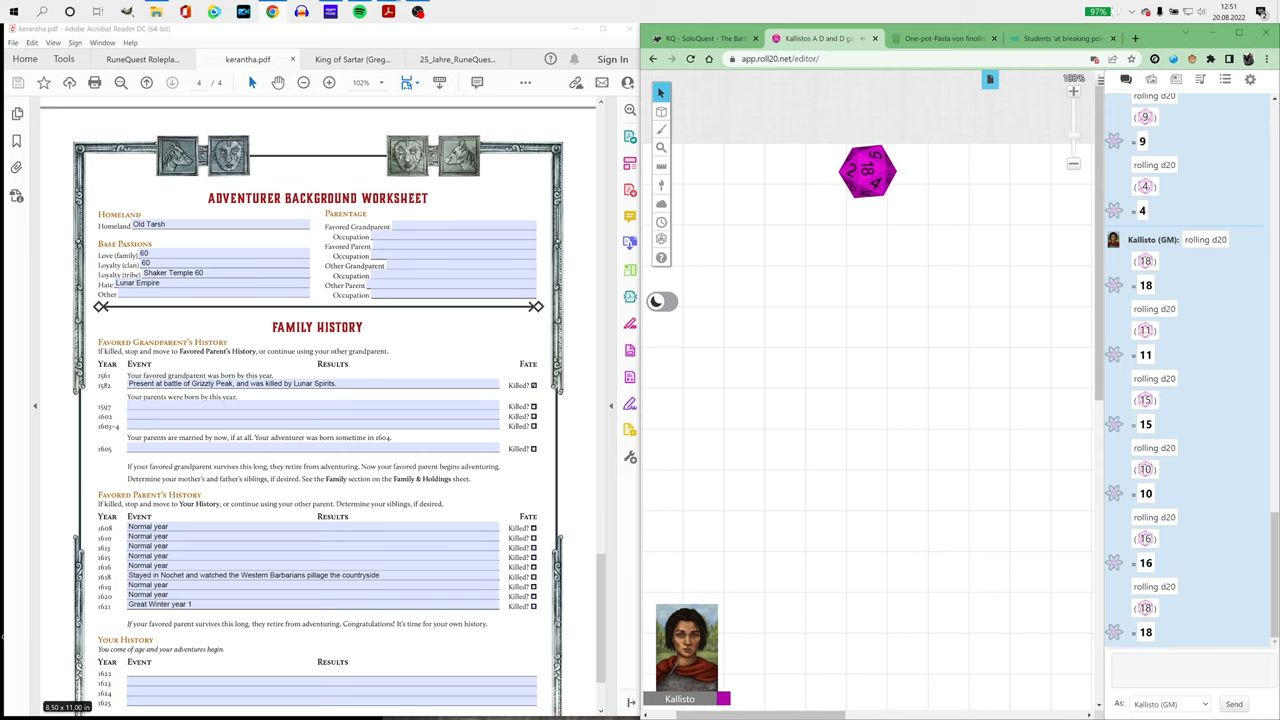 97%
12:51
20.08.2022
kerantha.pdf - Adobe Acrobat Reader DC (64-bit)
File Edit View Sign Window Help
Home Tools RuneQuest Rolepla... kerantha.pdf King of Sartar (Greg... 25_Jahre_RuneQues... Sign In
4 / 4 102%
ADVENTURER BACKGROUND WORKSHEET
HOMELAND
Homeland Old Tarsh
BASE PASSIONS
Love (family) 60
Loyalty (clan) 60
Loyalty (tribe) Shaker Temple 60
Hate Lunar Empire
Other
PARENTAGE
Favored Grandparent
Occupation
Favored Parent
Occupation
Other Grandparent
Occupation
Other Parent
Occupation
FAMILY HISTORY
FAVORED GRANDPARENT'S HISTORY
If killed, stop and move to Favored Parent's History, or continue using your other grandparent.
YEAR EVENT RESULTS FATE
1561 Your favored grandparent was born by this year.
1582 Present at battle of Grizzly Peak, and was killed by Lunar Spirits. Killed?
Your parents were born by this year.
1597 Killed?
1602 Killed?
1603–4 Killed?
Your parents are married by now, if at all. Your adventurer was born sometime in 1604.
1605 Killed?
If your favored grandparent survives this long, they retire from adventuring. Now your favored parent begins adventuring.
Determine your mother's and father's siblings, if desired. See the Family section on the Family & Holdings sheet.
FAVORED PARENT'S HISTORY
If killed, stop and move to Your History, or continue using your other parent. Determine your siblings, if desired.
YEAR EVENT RESULTS FATE
1608 Normal year Killed?
1610 Normal year Killed?
1613 Normal year Killed?
1615 Normal year Killed?
1616 Normal year Killed?
1618 Stayed in Nochet and watched the Western Barbarians pillage the countryside Killed?
1619 Normal year Killed?
1620 Normal year Killed?
1621 Great Winter year 1 Killed?
If your favored parent survives this long, they retire from adventuring. Congratulations! It's time for your own history.
YOUR HISTORY
You come of age and your adventures begin.
YEAR EVENT RESULTS
1622
1623
1624
1625
8,50 x 11,00 in
RQ - SoloQuest - The Batt Kallistos A D and D ga One-pot-Pasta von finolin Students 'at breaking poin
app.roll20.net/editor/
100%
2 18 4
Kallisto
rolling d20
(9)
= 9
rolling d20
(4)
= 4
Kallisto (GM): rolling d20
(18)
= 18
rolling d20
(11)
= 11
rolling d20
(15)
= 15
rolling d20
(10)
= 10
rolling d20
(16)
= 16
rolling d20
(18)
= 18
As: Kallisto (GM) Send